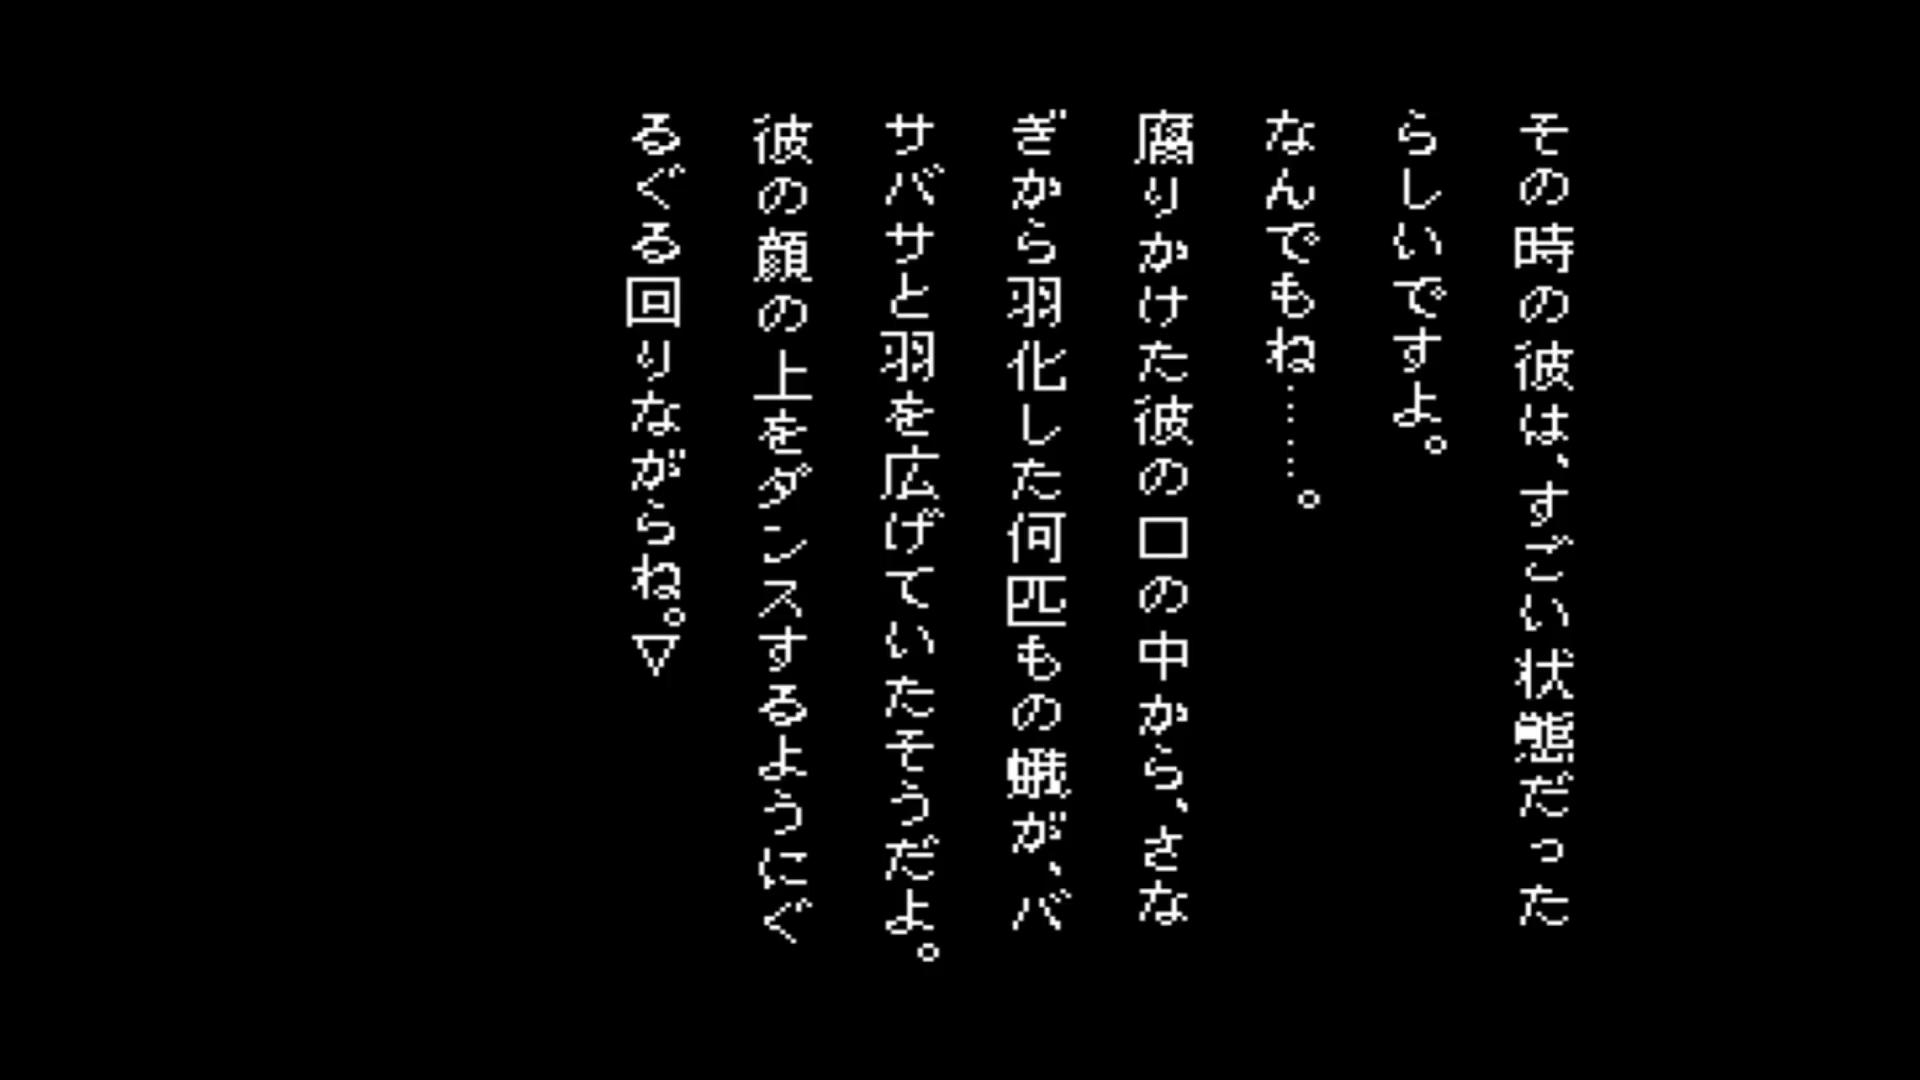 その時の彼は、すごい状態だった
らしいですよ。
なんでもね……。
腐りかけた彼の口の中から、さな
ぎから羽化した何匹もの蛾が、バ
サバサと羽を広げていたそうだよ。
彼の顔の上をダンスするようにぐ
るぐる回りながらね。▽